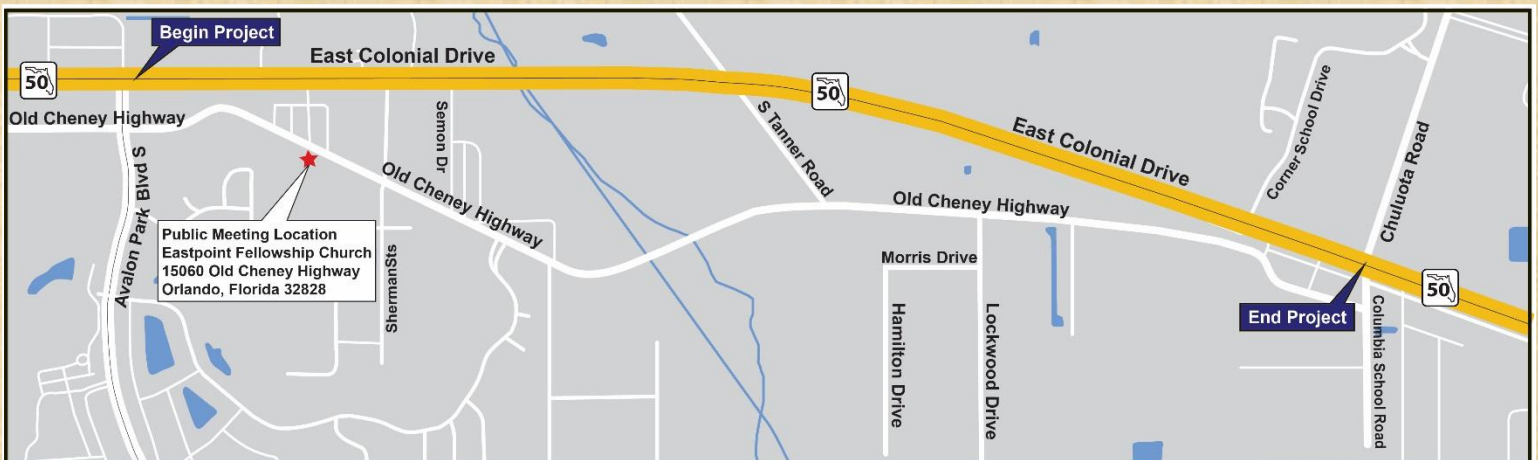 Begin Project
East Colonial Drive
50
50
Old Cheney Highway
Semon Dr
S Tanner Road
East Colonial Drive
Corner School Drive
Chuluota Road
Avalon Park Blvd S
Old Cheney Highway
Old Cheney Highway
Public Meeting Location
Eastpoint Fellowship Church
15060 Old Cheney Highway
Orlando, Florida 32828
ShermanSts
Morris Drive
Hamilton Drive
Lockwood Drive
50
End Project
Columbia School Road